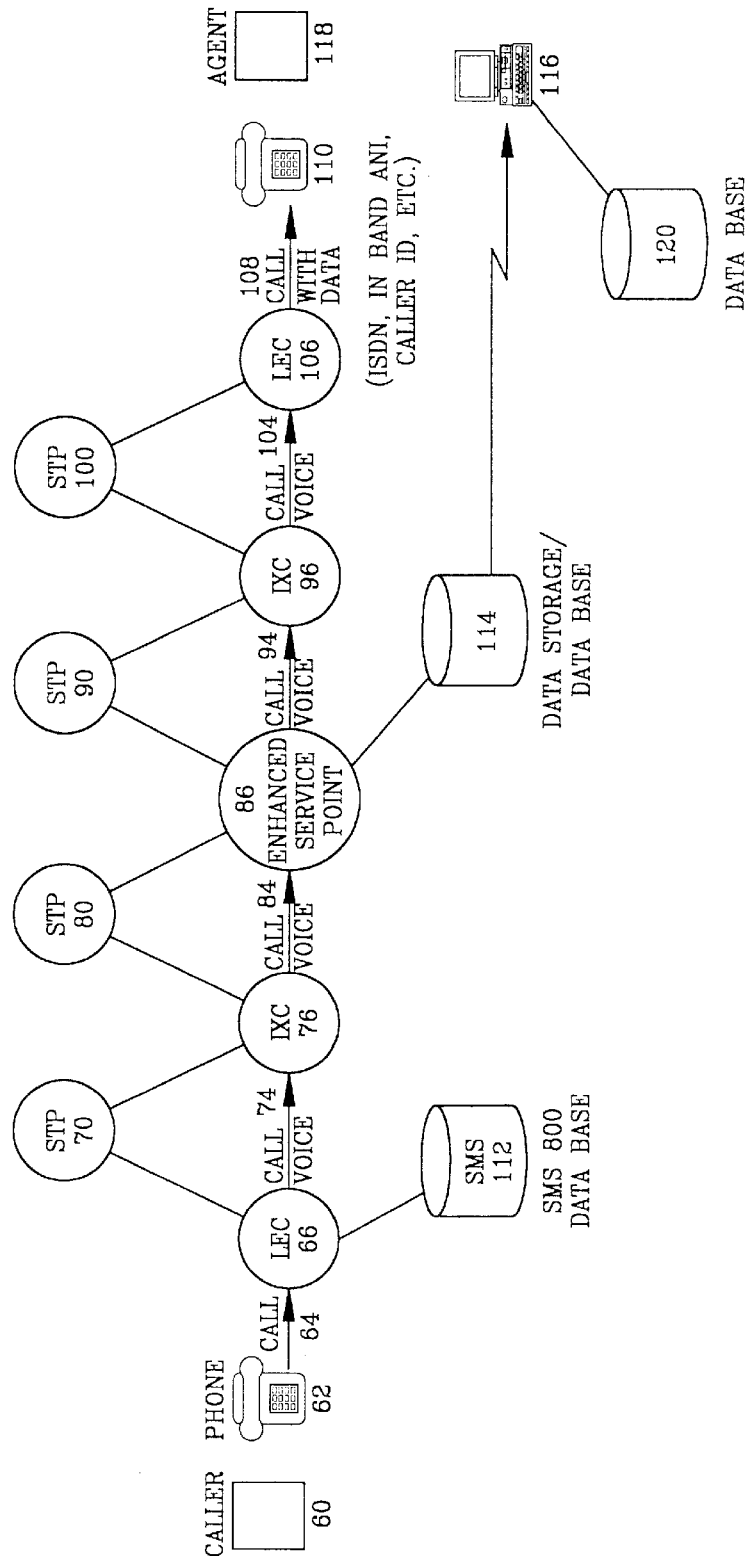 CALLER
60
PHONE
62
CALL
64
LEC
66
STP
70
CALL 74
VOICE
SMS
112
SMS 800
DATA BASE
IXC
76
STP
80
CALL 84
VOICE
86
ENHANCED
SERVICE
POINT
STP
90
CALL 94
VOICE
114
DATA STORAGE/
DATA BASE
IXC
96
STP
100
CALL 104
VOICE
LEC
106
108
CALL
WITH
DATA
(ISDN, IN BAND ANI,
CALLER ID, ETC.)
110
AGENT
118
116
120
DATA BASE